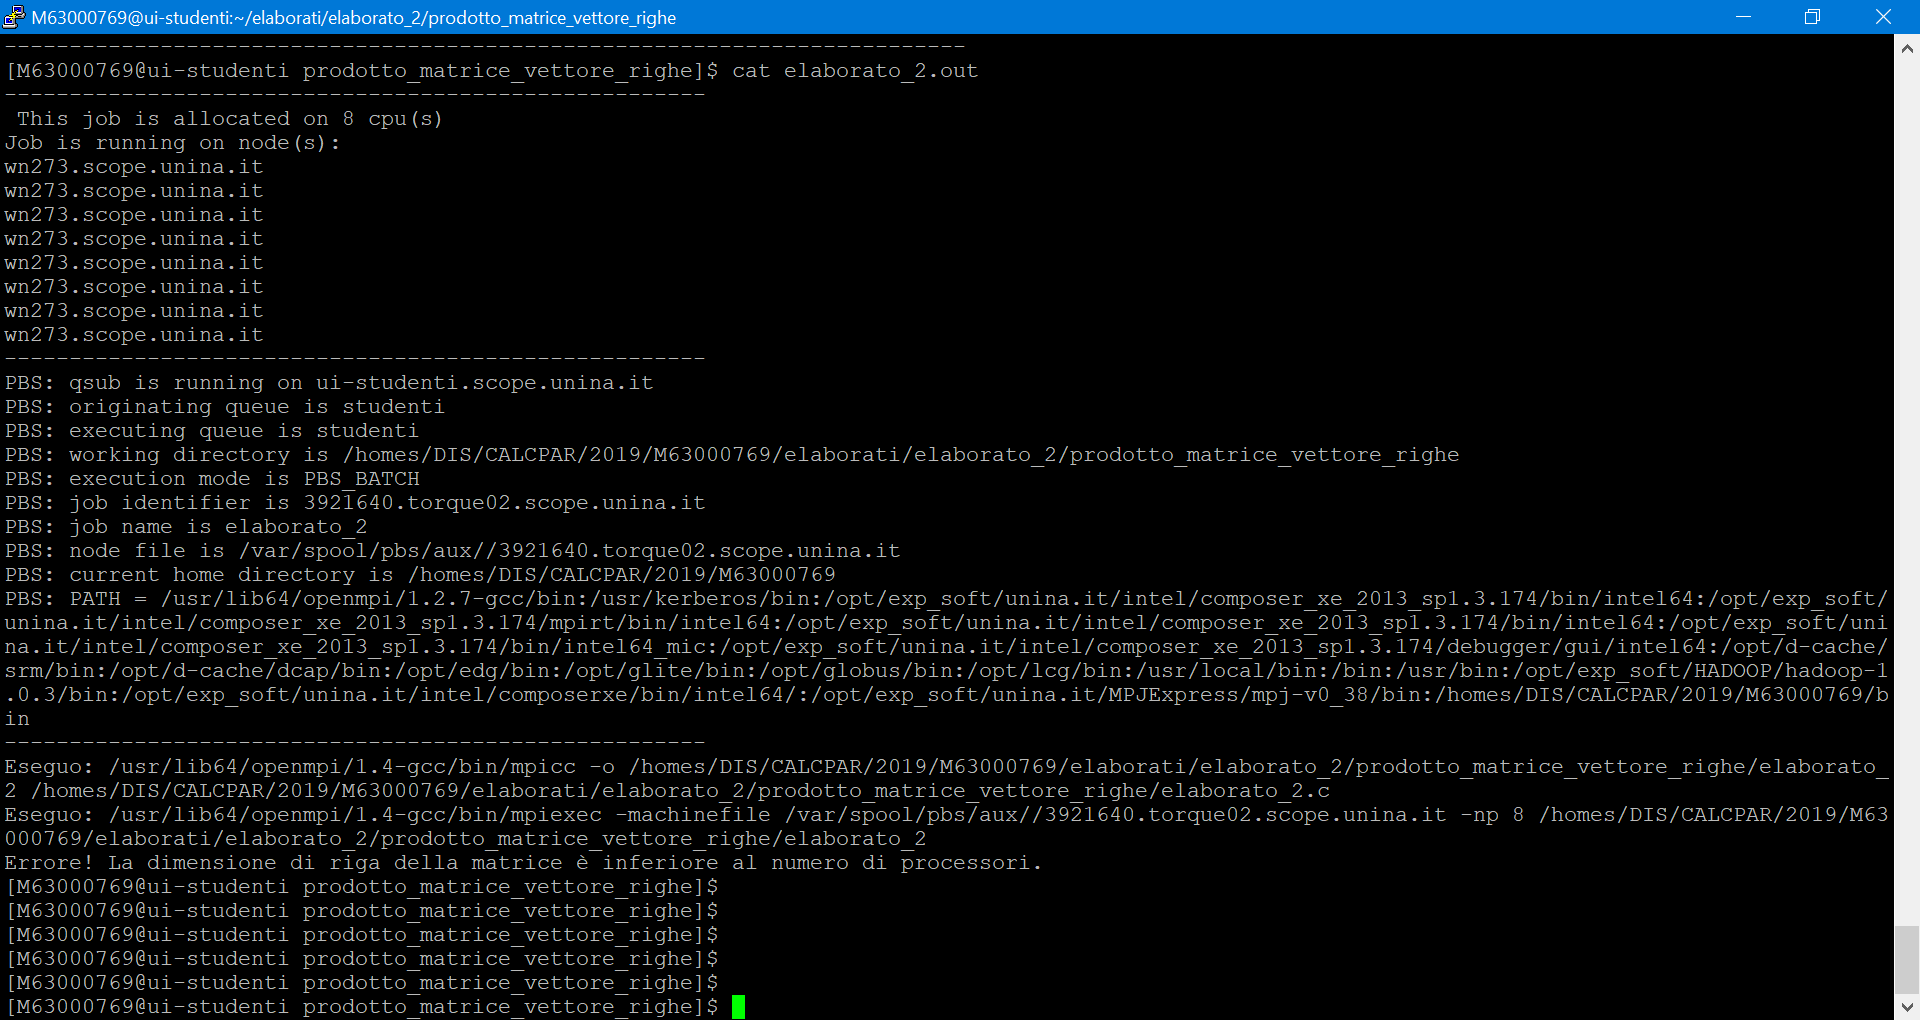 M63000769@ui-studenti:~/elaborati/elaborato_2/prodotto_matrice_vettore_righe
--------------------------------------------------------------------------
[M63000769@ui-studenti prodotto_matrice_vettore_righe]$ cat elaborato_2.out
------------------------------------------------------
 This job is allocated on 8 cpu(s)
Job is running on node(s):
wn273.scope.unina.it
wn273.scope.unina.it
wn273.scope.unina.it
wn273.scope.unina.it
wn273.scope.unina.it
wn273.scope.unina.it
wn273.scope.unina.it
wn273.scope.unina.it
------------------------------------------------------
PBS: qsub is running on ui-studenti.scope.unina.it
PBS: originating queue is studenti
PBS: executing queue is studenti
PBS: working directory is /homes/DIS/CALCPAR/2019/M63000769/elaborati/elaborato_2/prodotto_matrice_vettore_righe
PBS: execution mode is PBS_BATCH
PBS: job identifier is 3921640.torque02.scope.unina.it
PBS: job name is elaborato_2
PBS: node file is /var/spool/pbs/aux//3921640.torque02.scope.unina.it
PBS: current home directory is /homes/DIS/CALCPAR/2019/M63000769
PBS: PATH = /usr/lib64/openmpi/1.2.7-gcc/bin:/usr/kerberos/bin:/opt/exp_soft/unina.it/intel/composer_xe_2013_sp1.3.174/bin/intel64:/opt/exp_soft/
unina.it/intel/composer_xe_2013_sp1.3.174/mpirt/bin/intel64:/opt/exp_soft/unina.it/intel/composer_xe_2013_sp1.3.174/bin/intel64:/opt/exp_soft/uni
na.it/intel/composer_xe_2013_sp1.3.174/bin/intel64_mic:/opt/exp_soft/unina.it/intel/composer_xe_2013_sp1.3.174/debugger/gui/intel64:/opt/d-cache/
srm/bin:/opt/d-cache/dcap/bin:/opt/edg/bin:/opt/glite/bin:/opt/globus/bin:/opt/lcg/bin:/usr/local/bin:/bin:/usr/bin:/opt/exp_soft/HADOOP/hadoop-1
.0.3/bin:/opt/exp_soft/unina.it/intel/composerxe/bin/intel64/:/opt/exp_soft/unina.it/MPJExpress/mpj-v0_38/bin:/homes/DIS/CALCPAR/2019/M63000769/b
in
------------------------------------------------------
Eseguo: /usr/lib64/openmpi/1.4-gcc/bin/mpicc -o /homes/DIS/CALCPAR/2019/M63000769/elaborati/elaborato_2/prodotto_matrice_vettore_righe/elaborato_
2 /homes/DIS/CALCPAR/2019/M63000769/elaborati/elaborato_2/prodotto_matrice_vettore_righe/elaborato_2.c
Eseguo: /usr/lib64/openmpi/1.4-gcc/bin/mpiexec -machinefile /var/spool/pbs/aux//3921640.torque02.scope.unina.it -np 8 /homes/DIS/CALCPAR/2019/M63
000769/elaborati/elaborato_2/prodotto_matrice_vettore_righe/elaborato_2
Errore! La dimensione di riga della matrice è inferiore al numero di processori.
[M63000769@ui-studenti prodotto_matrice_vettore_righe]$
[M63000769@ui-studenti prodotto_matrice_vettore_righe]$
[M63000769@ui-studenti prodotto_matrice_vettore_righe]$
[M63000769@ui-studenti prodotto_matrice_vettore_righe]$
[M63000769@ui-studenti prodotto_matrice_vettore_righe]$
[M63000769@ui-studenti prodotto_matrice_vettore_righe]$